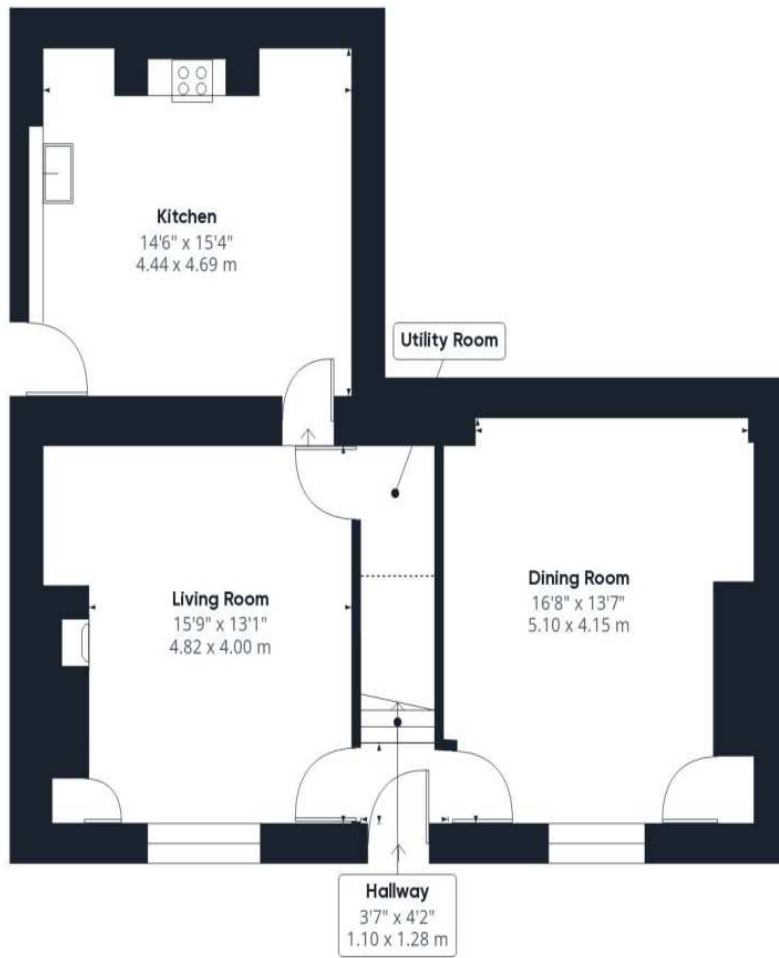 Kitchen
14'6" x 15'4"
4.44 x 4.69 m
Utility Room
Living Room
15'9" x 13'1"
4.82 x 4.00 m
Dining Room
16'8" x 13'7"
5.10 x 4.15 m
Hallway
3'7" x 4'2"
1.10 x 1.28 m